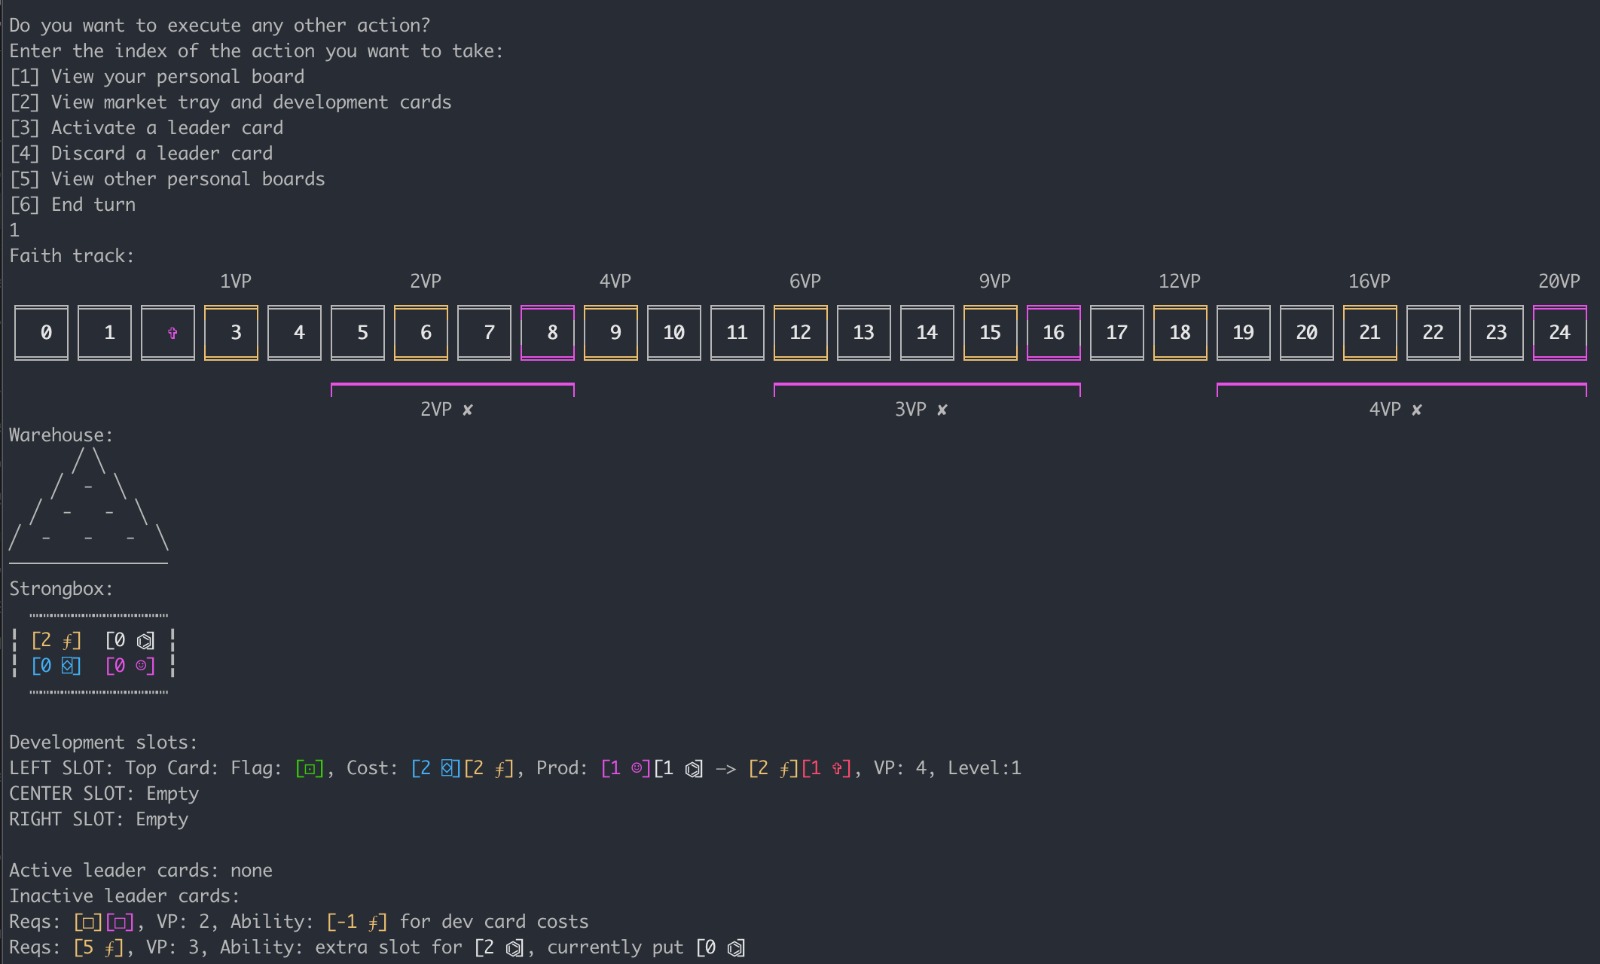 Do you want to execute any other action?
Enter the index of the action you want to take:
[1] View your personal board
[2] View market tray and development cards
[3] Activate a leader card
[4] Discard a leader card
[5] View other personal boards
[6] End turn
1
Faith track:
1VP 2VP 4VP 6VP 9VP 12VP 16VP 20VP
0 1 ✞ 3 4 5 6 7 8 9 10 11 12 13 14 15 16 17 18 19 20 21 22 23 24
2VP ✘ 3VP ✘ 4VP ✘
Warehouse:
-
- -
- - -
Strongbox:
[2 ⨎] [0 ⌬]
[0 ⛋] [0 ☺]
Development slots:
LEFT SLOT: Top Card: Flag: [⊡], Cost: [2 ⛋][2 ⨎], Prod: [1 ☺][1 ⌬] —> [2 ⨎][1 ✞], VP: 4, Level:1
CENTER SLOT: Empty
RIGHT SLOT: Empty
Active leader cards: none
Inactive leader cards:
Reqs: [□][□], VP: 2, Ability: [-1 ⨎] for dev card costs
Reqs: [5 ⨎], VP: 3, Ability: extra slot for [2 ⌬], currently put [0 ⌬]